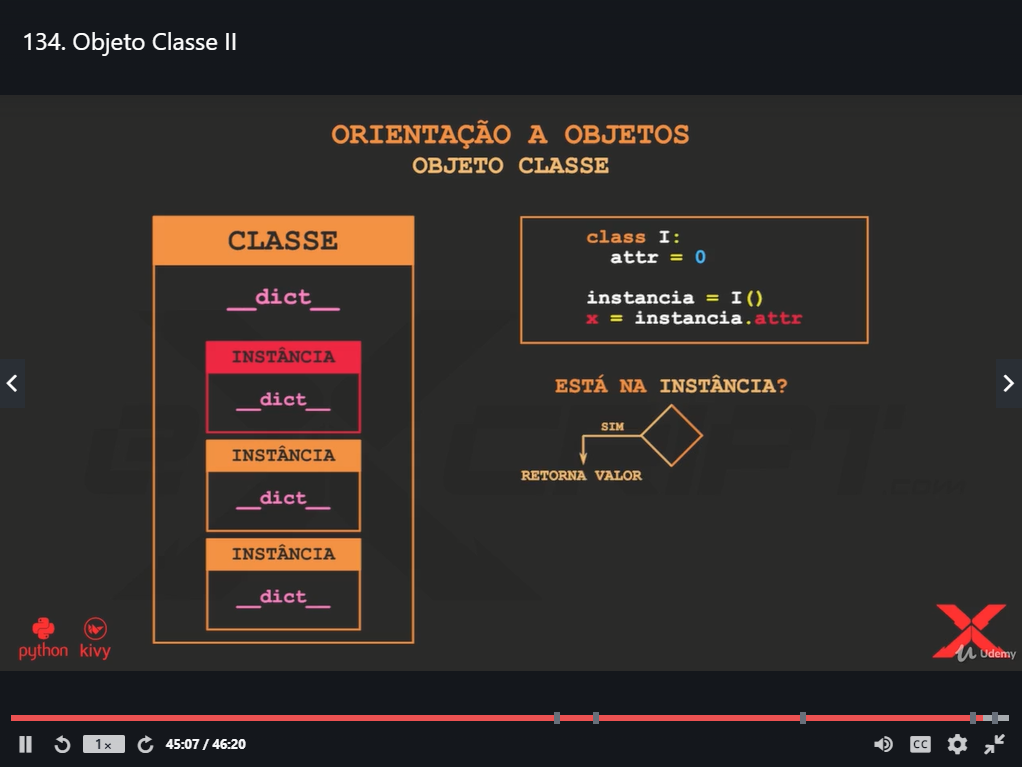 134. Objeto Classe II
ORIENTAÇÃO A OBJETOS
OBJETO CLASSE
CLASSE
__dict__
INSTÂNCIA
__dict__
INSTÂNCIA
__dict__
INSTÂNCIA
__dict__
class I:
attr = 0
instancia = I()
x = instancia.attr
ESTÁ NA INSTÂNCIA?
SIM
RETORNA VALOR
python
kivy
Udemy
1x
45:07 / 46:20
CC